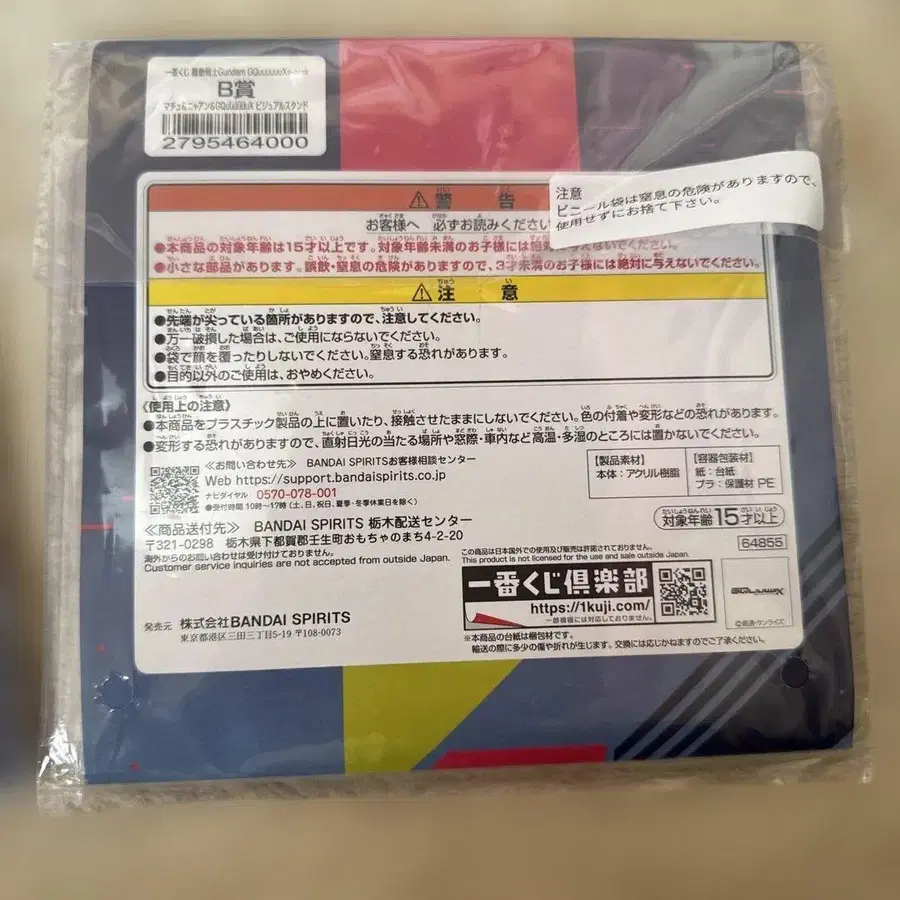 一番くじ 機動戦士Gundam GQuuuuuuX
B賞
マチュ&ニャアン&GQuuuuuuX ビジュアルスタンド
2795464000
注意
ビニール袋は窒息の危険がありますので、
使用せずにお捨て下さい。
⚠警告
お客様へ 必ずお読みください
●本商品の対象年齢は15才以上です。対象年齢未満のお子様には絶対に与えないでください。
●小さな部品があります。誤飲・窒息の危険がありますので、3才未満のお子様には絶対に与えないでください。
⚠注意
●先端が尖っている箇所がありますので、注意してください。
●万一破損した場合は、ご使用にならないでください。
●袋で顔を覆ったりしないでください。窒息する恐れがあります。
●目的以外のご使用は、おやめください。
《使用上の注意》
●本商品をプラスチック製品の上に置いたり、接触させたままにしないでください。色の付着や変形などの恐れがあります。
●変形する恐れがありますので、直射日光の当たる場所や窓際・車内など高温・多湿のところには置かないでください。
≪お問い合わせ先≫ BANDAI SPIRITSお客様相談センター
Web https://support.bandaispirits.co.jp
ナビダイヤル 0570-078-001
●受付時間 10時〜17時(土、日、祝日、夏季・冬季休業日を除く)
【製品素材】
本体:アクリル樹脂
【容器包装材】
紙:台紙
プラ:保護材 PE
≪商品送付先≫ BANDAI SPIRITS 栃木配送センター
〒321-0298 栃木県下都賀郡壬生町おもちゃのまち4-2-20
海外からのお問い合わせは受け付けておりません。
Customer service inquiries are not accepted from outside Japan.
対象年齢15才以上
64855
この商品は日本国外での使用及び販売は許諾されておりません。
This product is not licensed for the use and sale outside Japan.
一番くじ倶楽部
https://1kuji.com/
一部機種には対応しておりません。
GQuuuuuuX
©創通・サンライズ
発売元 株式会社BANDAI SPIRITS
東京都港区三田三丁目5-19 〒108-0073
※本商品の台紙は梱包材です。
輸送の際に多少の傷や折れが生じます。交換には応じかねますのでご了承ください。